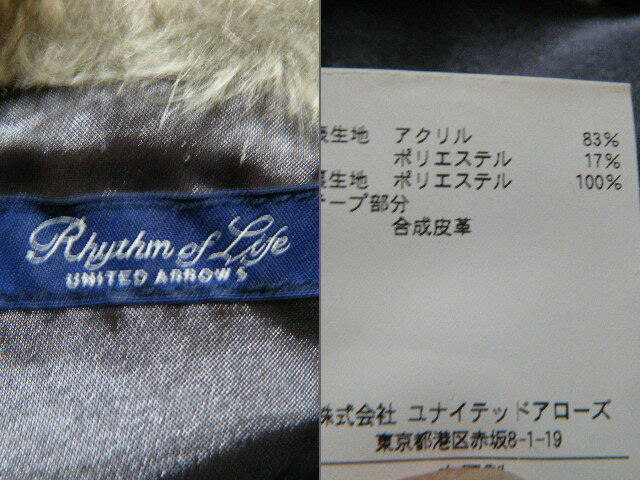 Rhythm of Life
UNITED ARROWS
表生地 アクリル 83%
ポリエステル 17%
裏生地 ポリエステル 100%
テープ部分
合成皮革
株式会社 ユナイテッドアローズ
東京都港区赤坂8-1-19